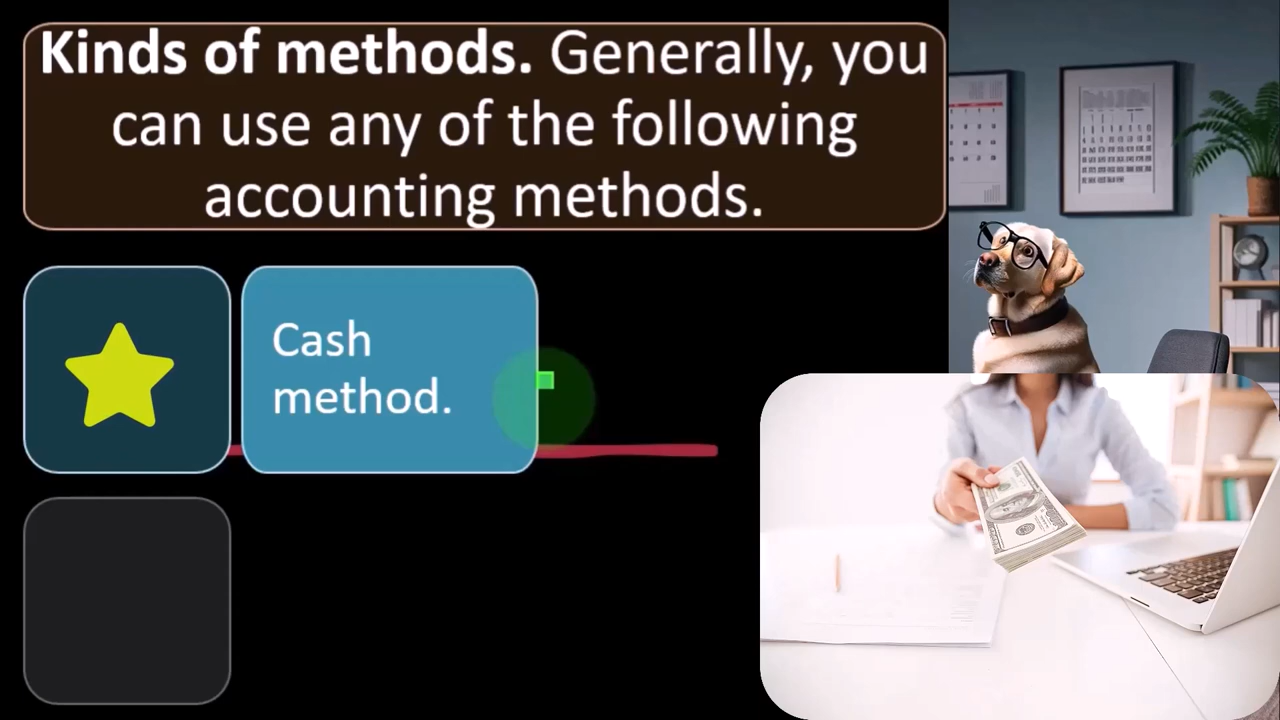 Kinds of methods. Generally, you
can use any of the following
accounting methods.
Cash
method.